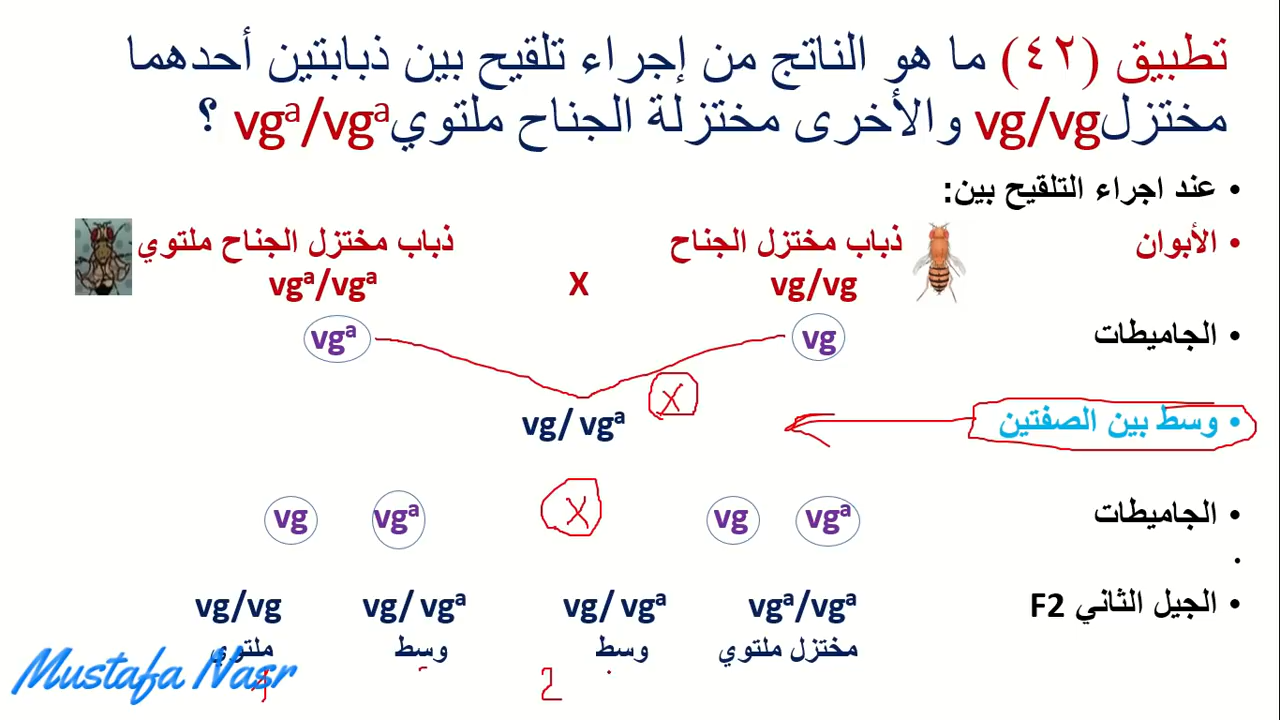 تطبيق (٤٢) ما هو الناتج من إجراء تلقيح بين ذبابتين أحدهما
مختزل vg/vg والأخرى مختزلة الجناح ملتوي vgª/vgª ؟
• عند اجراء التلقيح بين:
• الأبوان ذباب مختزل الجناح ذباب مختزل الجناح ملتوي
vg/vg X vgª/vgª
• الجاميطات vg vgª
X
• وسط بين الصفتين vg/ vgª
• الجاميطات vgª vg X vgª vg
•
• الجيل الثاني F2 vgª/vgª vg/ vgª vg/ vgª vg/vg
مختزل ملتوي وسط وسط ملتوي
2
Mustafa Nasr